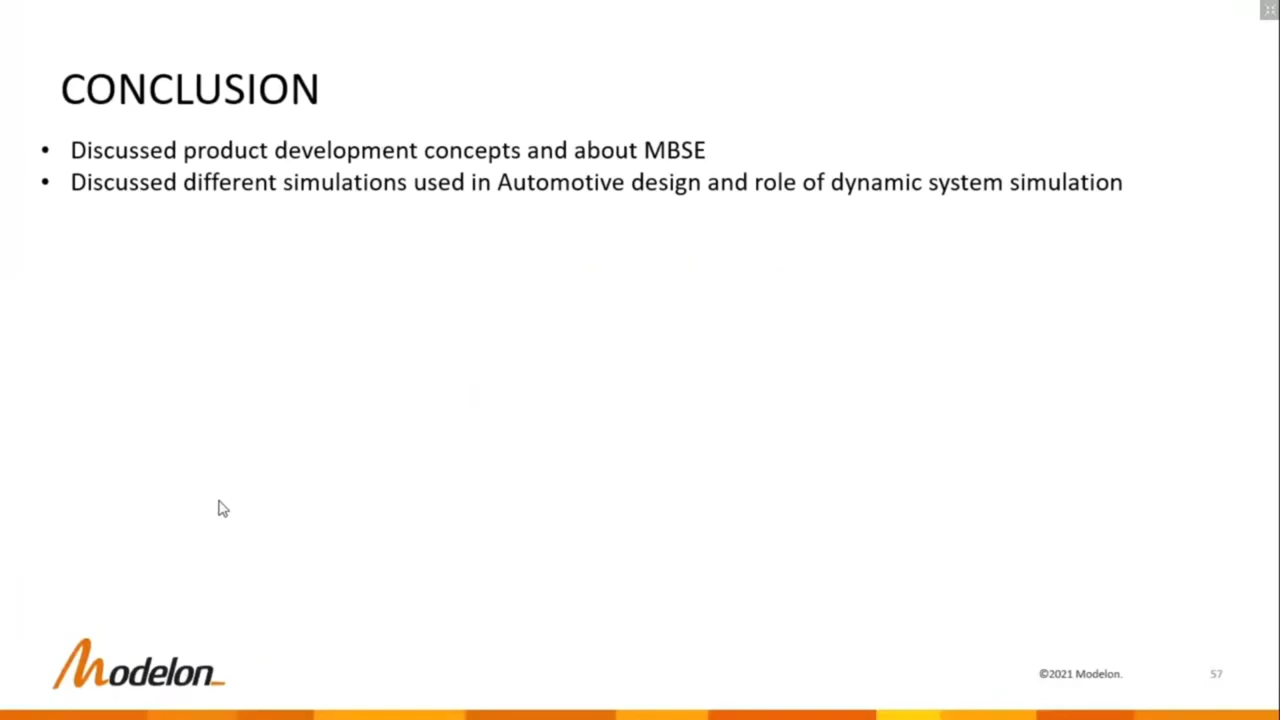 CONCLUSION
• Discussed product development concepts and about MBSE
• Discussed different simulations used in Automotive design and role of dynamic system simulation
Modelon_
©2021 Modelon.
57